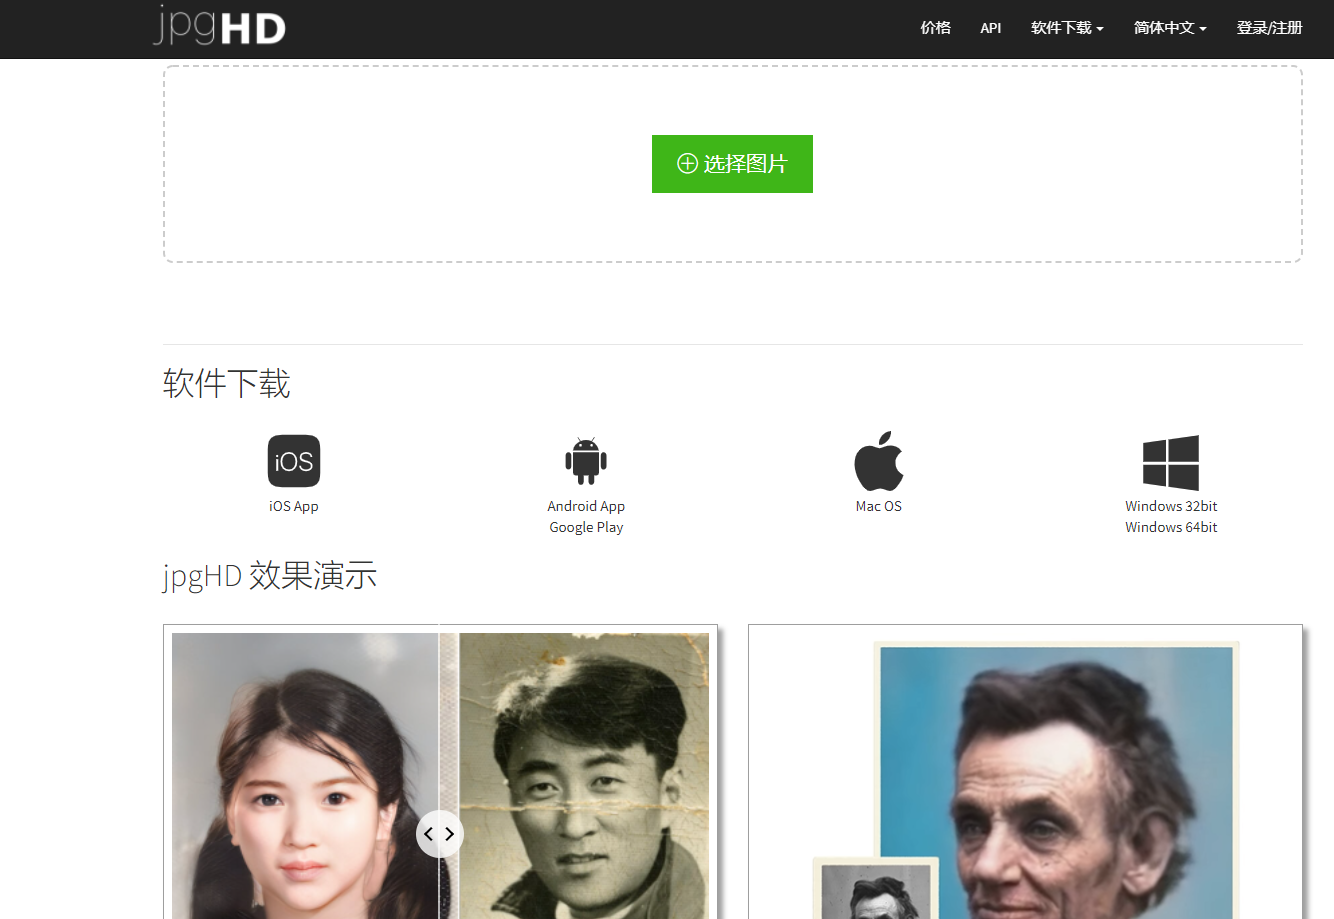 jpgHD
价格 API 软件下载 简体中文 登录/注册
选择图片
软件下载
iOS
iOS App
Android App
Google Play
Mac OS
Windows 32bit
Windows 64bit
jpgHD 效果演示